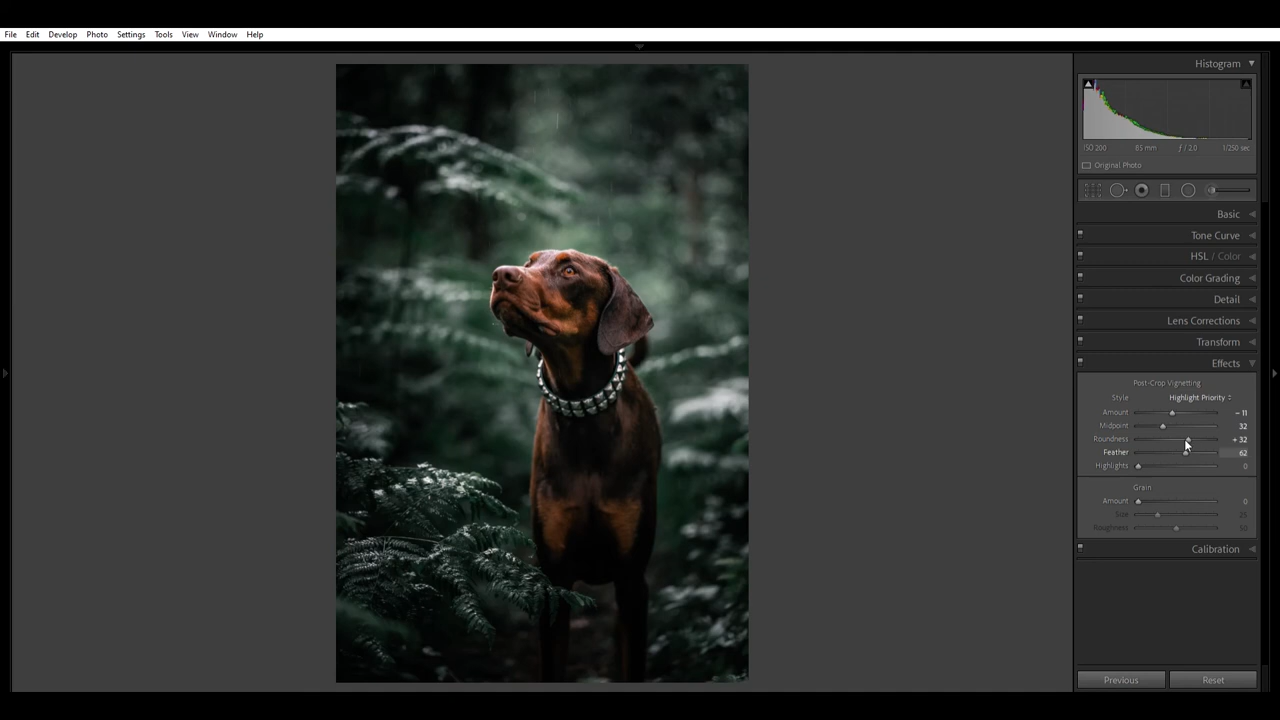 File Edit Develop Photo Settings Tools View Window Help
Histogram
ISO 200 85 mm ƒ / 2.0 1/250 sec
Original Photo
Basic
Tone Curve
HSL / Color
Color Grading
Detail
Lens Corrections
Transform
Effects
Post-Crop Vignetting
Style Highlight Priority
Amount - 11
Midpoint 32
Roundness + 32
Feather 62
Highlights 0
Grain
Amount 0
Size 25
Roughness 50
Calibration
Previous Reset